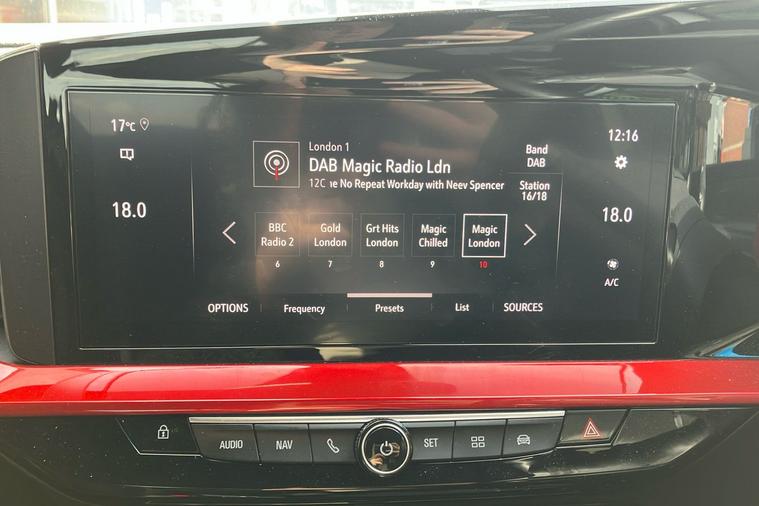 17°C
12:16
London 1
DAB Magic Radio Ldn
The No Repeat Workday with Neev Spencer
Band
DAB
Station
16/18
18.0
18.0
BBC
Radio 2
Gold
London
Grt Hits
London
Magic
Chilled
Magic
London
6
7
8
9
10
A/C
OPTIONS
Frequency
Presets
List
SOURCES
AUDIO
NAV
SET